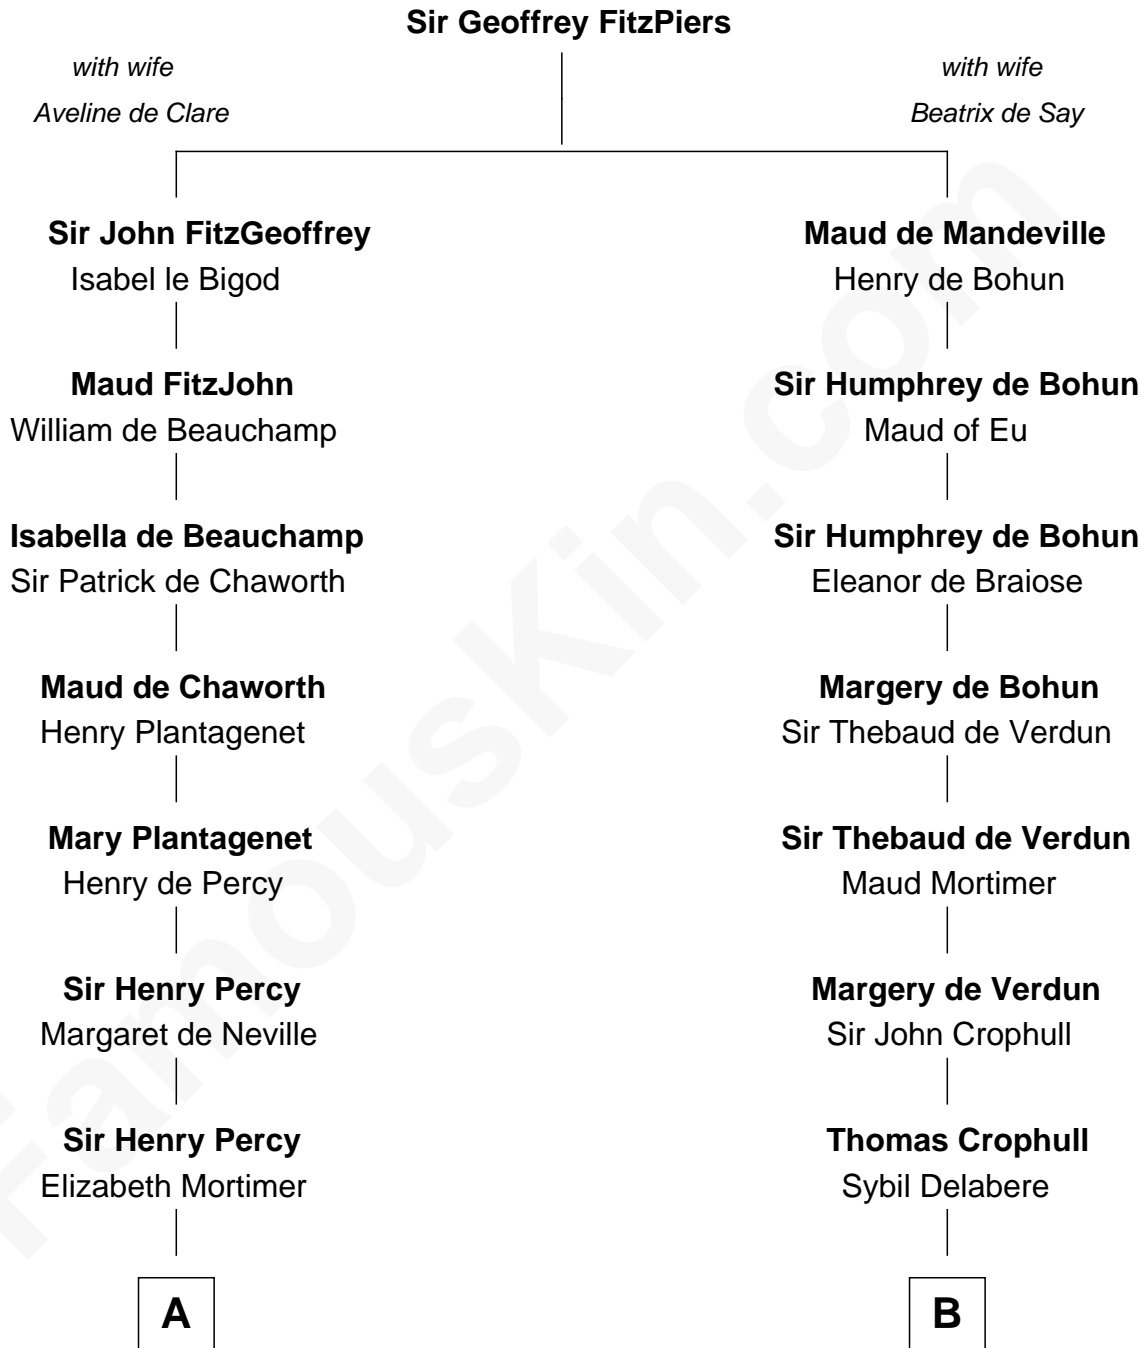 Sir Geoffrey FitzPiers
with wife
Aveline de Clare
with wife
Beatrix de Say
Sir John FitzGeoffrey
Isabel le Bigod
Maud de Mandeville
Henry de Bohun
Maud FitzJohn
William de Beauchamp
Sir Humphrey de Bohun
Maud of Eu
Isabella de Beauchamp
Sir Patrick de Chaworth
Sir Humphrey de Bohun
Eleanor de Braiose
Maud de Chaworth
Henry Plantagenet
Margery de Bohun
Sir Thebaud de Verdun
Mary Plantagenet
Henry de Percy
Sir Thebaud de Verdun
Maud Mortimer
Sir Henry Percy
Margaret de Neville
Margery de Verdun
Sir John Crophull
Sir Henry Percy
Elizabeth Mortimer
Thomas Crophull
Sybil Delabere
A
B
FamousKin.com